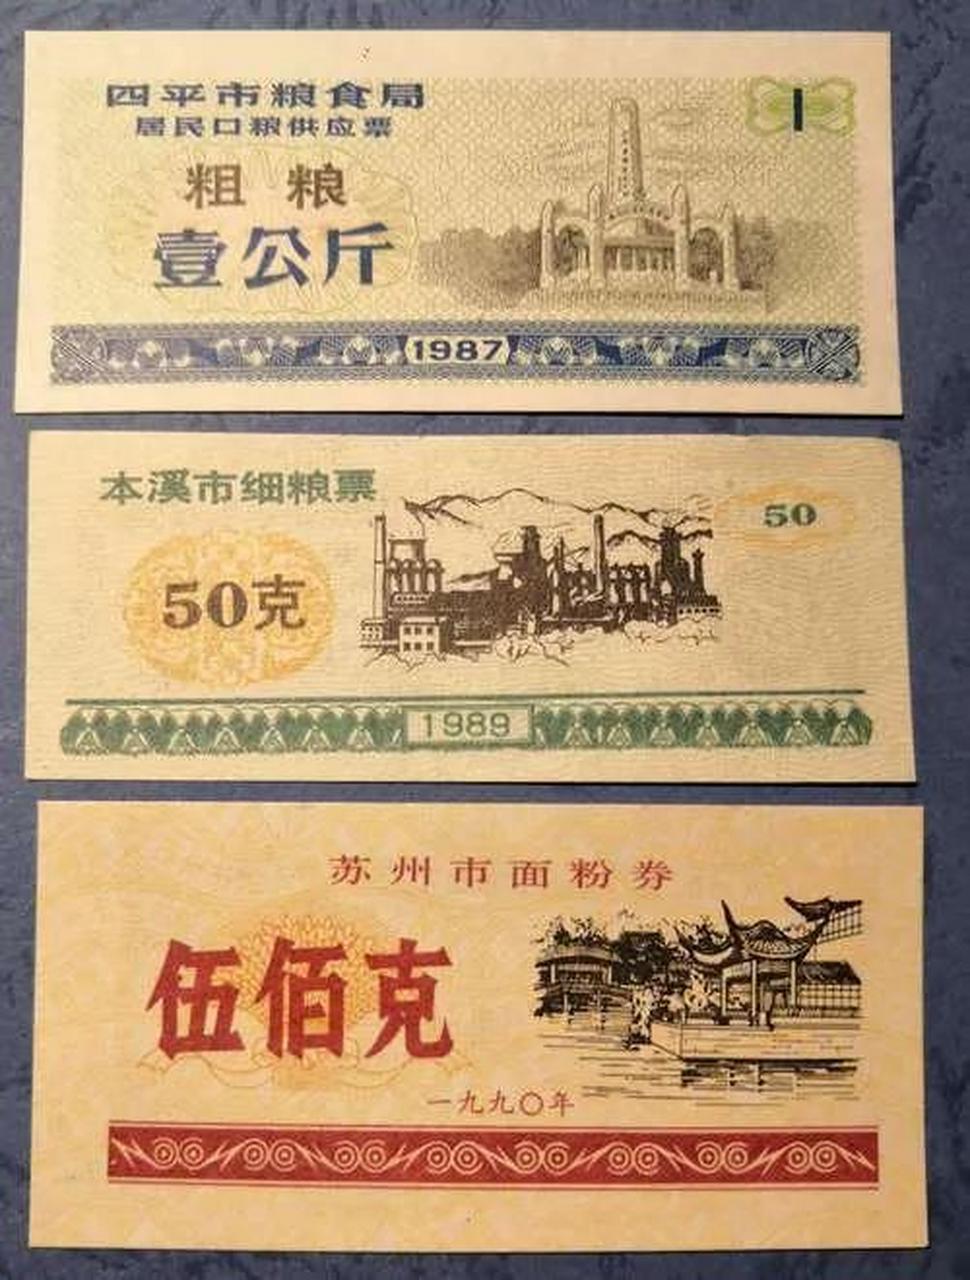 四平市粮食局
居民口粮供应票
1
粗粮
壹公斤
1987
本溪市细粮票
50
50克
1989
苏州市面粉券
伍佰克
一九九〇年